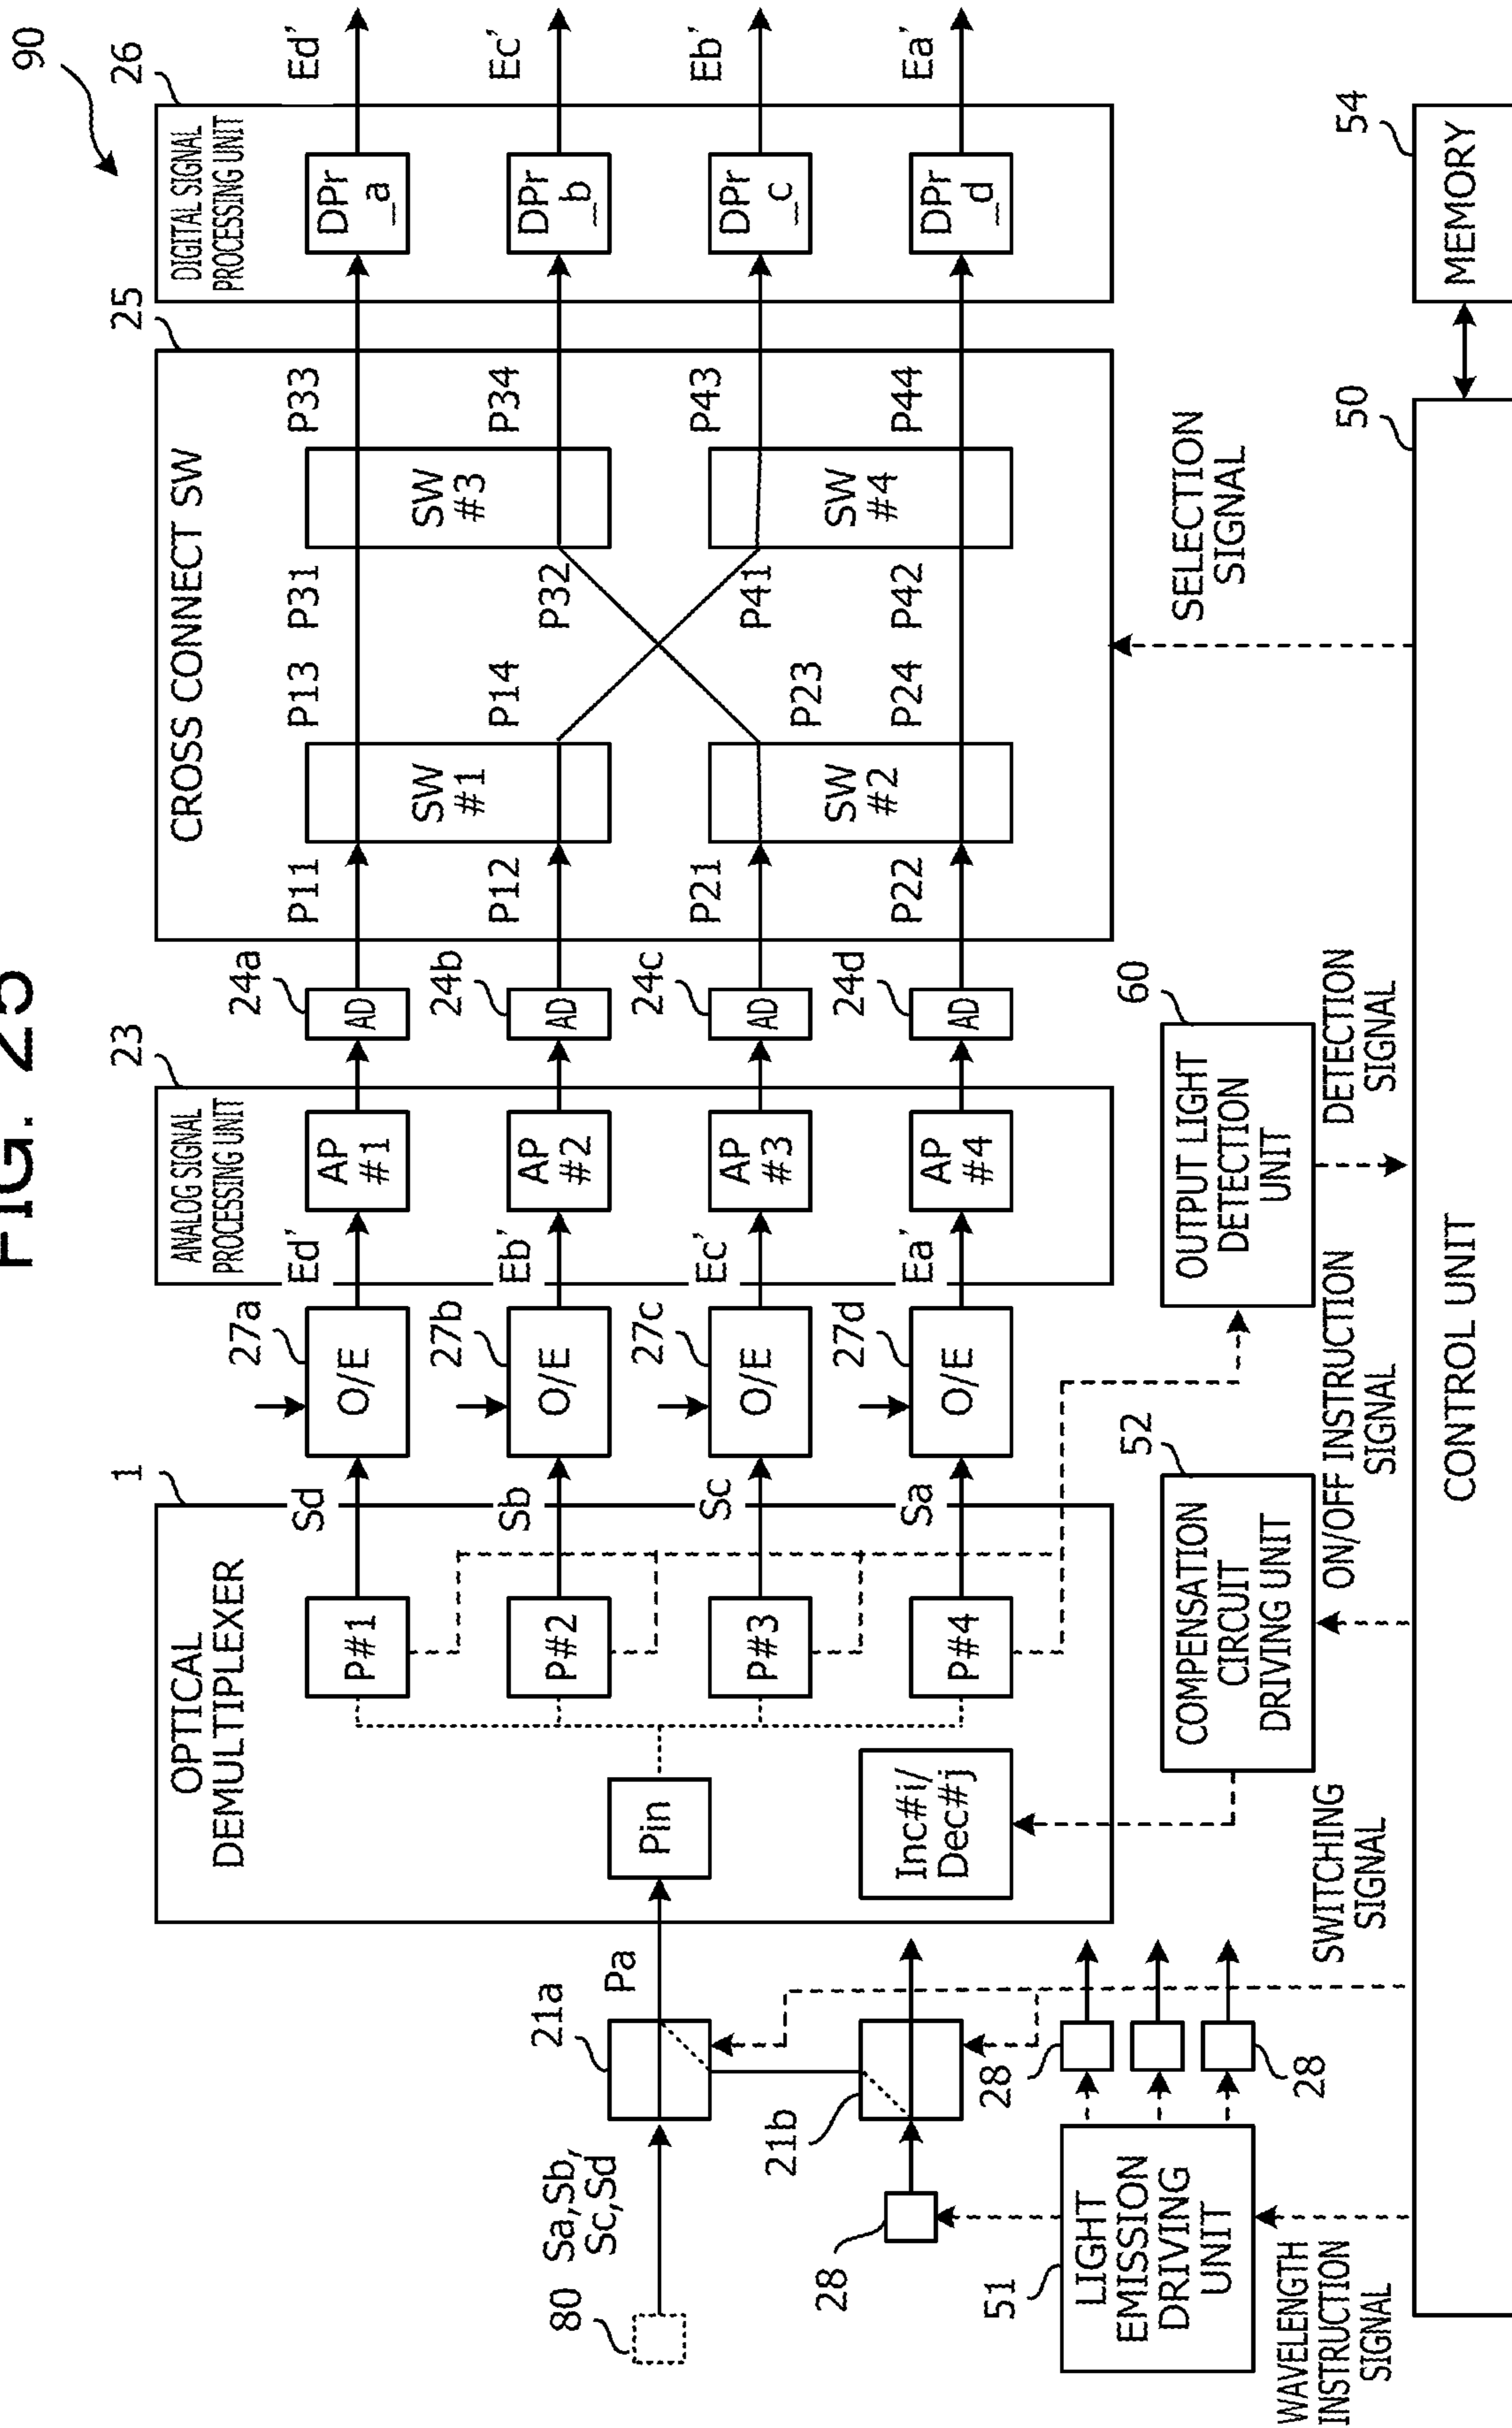 FIG. 25
90
OPTICAL
DEMULTIPLEXER
1
23
ANALOG SIGNAL
PROCESSING UNIT
CROSS CONNECT SW
25
DIGITAL SIGNAL
PROCESSING UNIT
26
P#1
Sd
27a
O/E
Ed'
AP
#1
24a
AD
P11
P13
P31
P33
DPr
_a
Ed'
SW
#1
SW
#3
P#2
Sb
27b
O/E
Eb'
AP
#2
24b
AD
P12
P14
P32
P34
DPr
_b
Ec'
80
Sa,Sb,
Sc,Sd
21a
Pa
Pin
P#3
Sc
27c
O/E
Ec'
AP
#3
24c
AD
P21
P23
P41
P43
DPr
_c
Eb'
SW
#2
SW
#4
28
21b
Inc#i/
Dec#j
P#4
Sa
27d
O/E
Ea'
AP
#4
24d
AD
P22
P24
P42
P44
DPr
_d
Ea'
51
LIGHT
EMISSION
DRIVING
UNIT
28
28
COMPENSATION
CIRCUIT
DRIVING UNIT
52
OUTPUT LIGHT
DETECTION
UNIT
60
SELECTION
SIGNAL
WAVELENGTH
INSTRUCTION
SIGNAL
SWITCHING
SIGNAL
ON/OFF INSTRUCTION
SIGNAL
DETECTION
SIGNAL
50
54
CONTROL UNIT
MEMORY